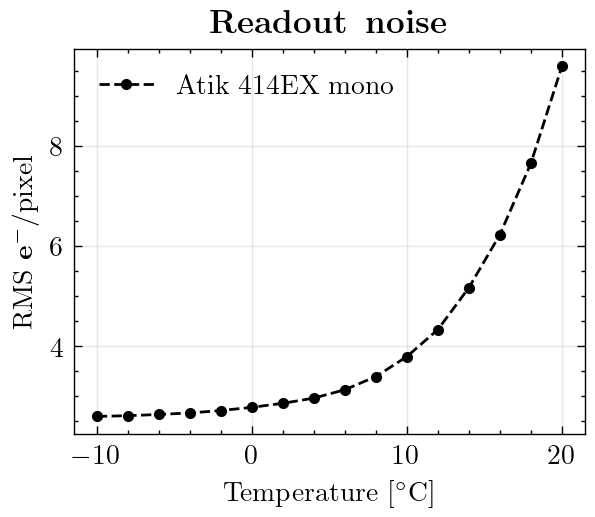 Readout noise
Atik 414EX mono
8
6
4
RMS e⁻/pixel
−10 0 10 20
Temperature [°C]